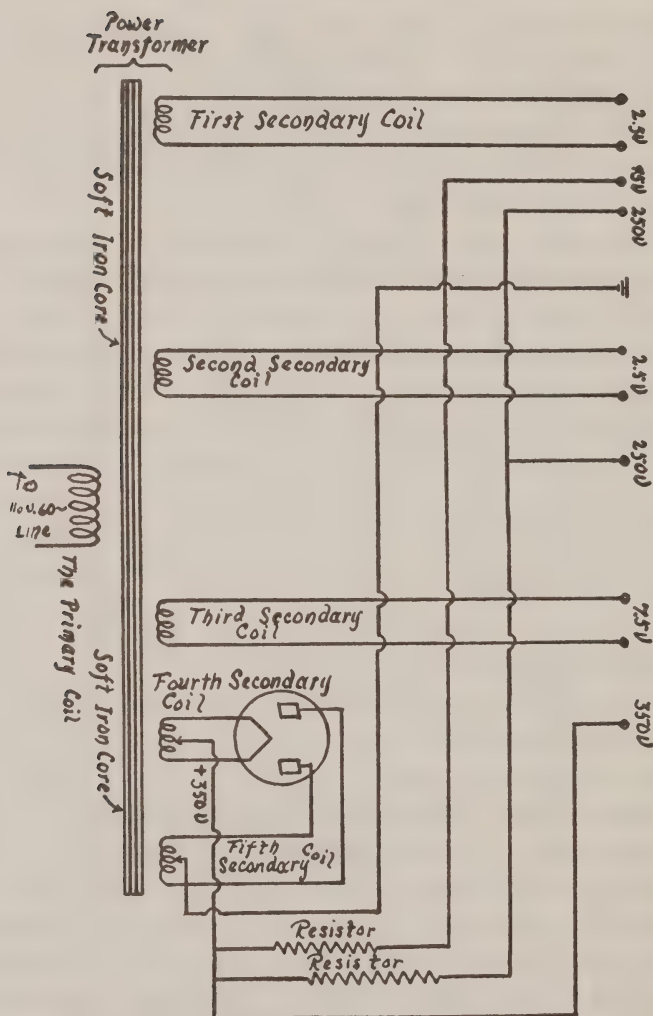 Power
Transformer
First Secondary Coil
2.5V
250V
Soft Iron Core
Second Secondary
Coil
2.5V
250V
To
110V. 60~
Line
The Primary Coil
Third Secondary
Coil
7.5V
350V
Soft Iron Core
Fourth Secondary
Coil
+350V
Fifth Coil
Secondary
Resistor
Resistor